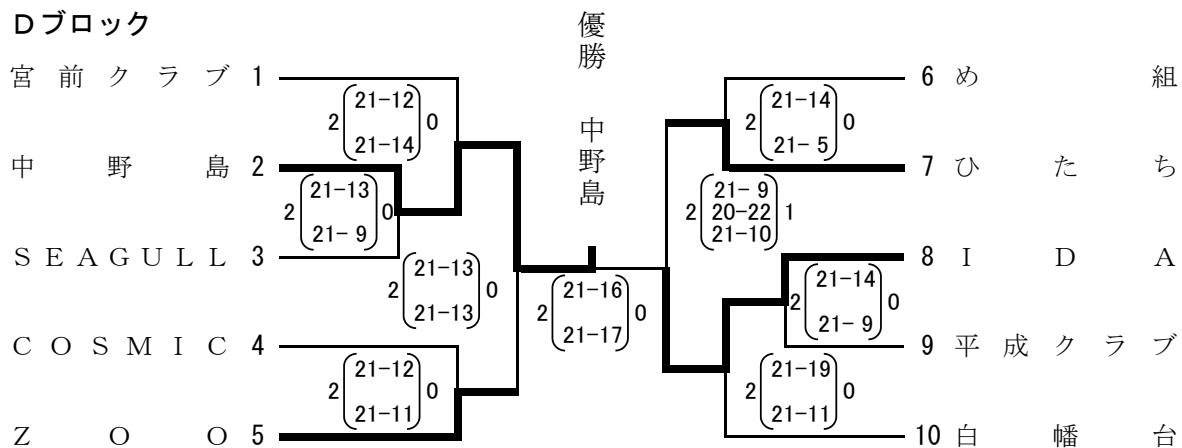 Dブロック
優勝 中野島
宮前クラブ 1
2 21-12 21-14 0
中野島 2
2 21-13 21-9 0
SEAGULL 3
2 21-13 21-13 0
COSMIC 4
2 21-12 21-11 0
ZOO 5
2 21-16 21-17 0
6 め組
2 21-14 21-5 0
7 ひたち
2 21-9 20-22 21-10 1
8 IDA
2 21-14 21-9 0
9 平成クラブ
2 21-19 21-11 0
10 白幡台